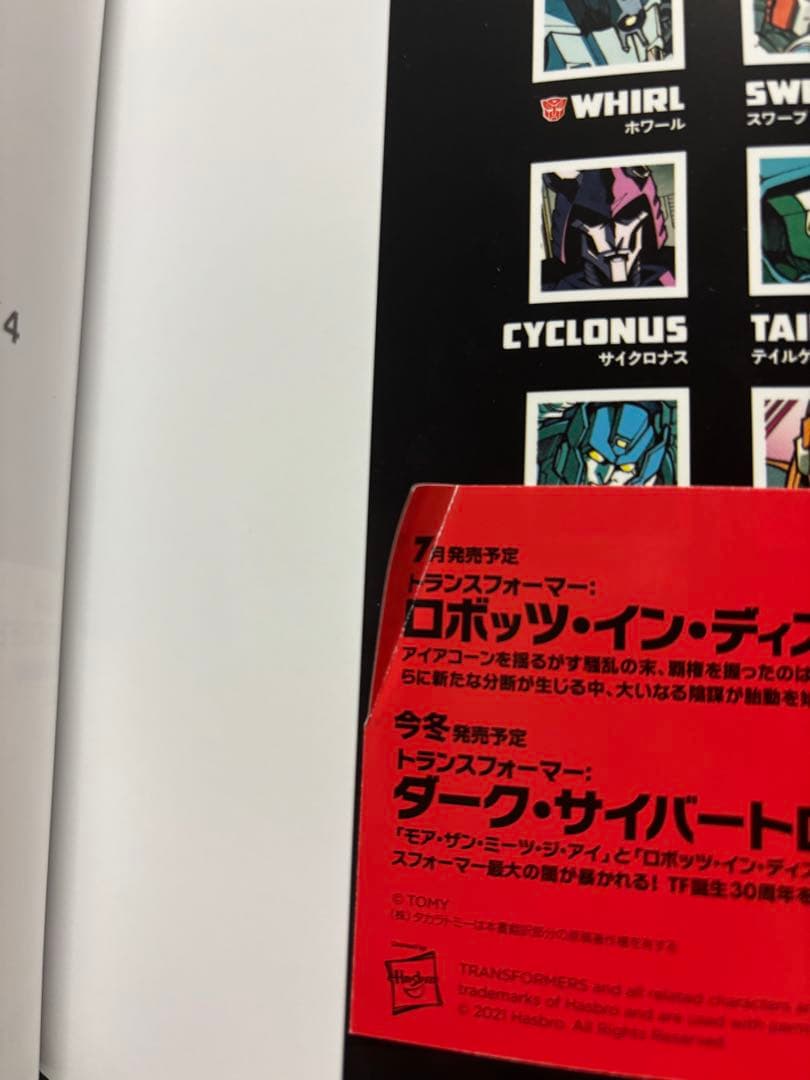 4
WHIRL
ホワール
SW
スワープ
CYCLONUS
サイクロナス
TAI
テイルゲ
7月発売予定
トランスフォーマー:
ロボッツ・イン・ディス
アイアコーンを揺るがす騒乱の末、覇権を握ったのは
らに新たな分断が生じる中、大いなる陰謀が胎動を始
今冬 発売予定
トランスフォーマー:
ダーク・サイバートロ
「モア・ザン・ミーツ・ジ・アイ」と「ロボッツ・イン・ディス
スフォーマー最大の闇が暴かれる! TF誕生30周年を
© TOMY
(株)タカラトミーは本書翻訳部分の原著著作権を有する
Hasbro
TRANSFORMERS and all related characters a
trademarks of Hasbro and are used with perm
© 2021 Hasbro. All Rights Reserved.